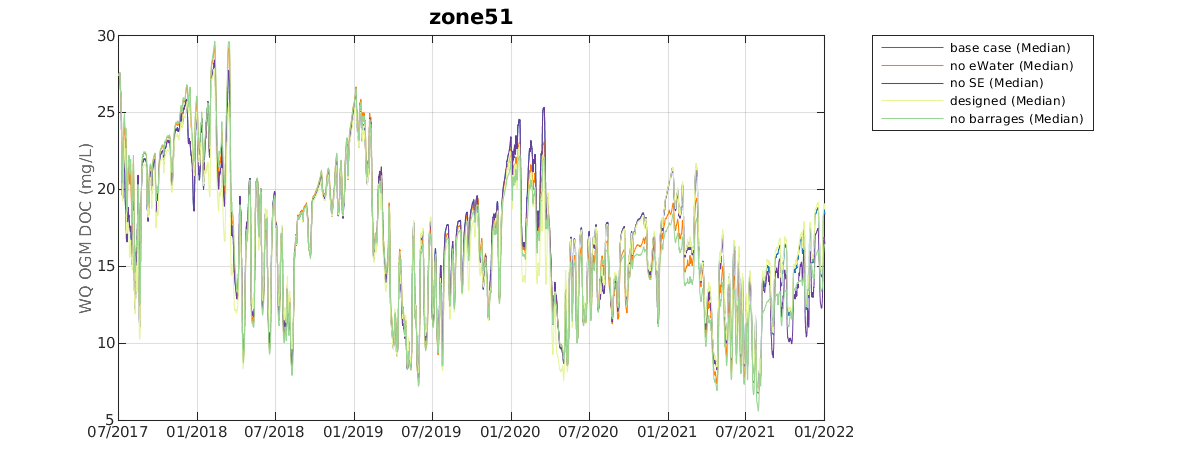 zone51
WQ OGM DOC (mg/L)
30
25
20
15
10
5
07/2017 01/2018 07/2018 01/2019 07/2019 01/2020 07/2020 01/2021 07/2021 01/2022
base case (Median)
no eWater (Median)
no SE (Median)
designed (Median)
no barrages (Median)